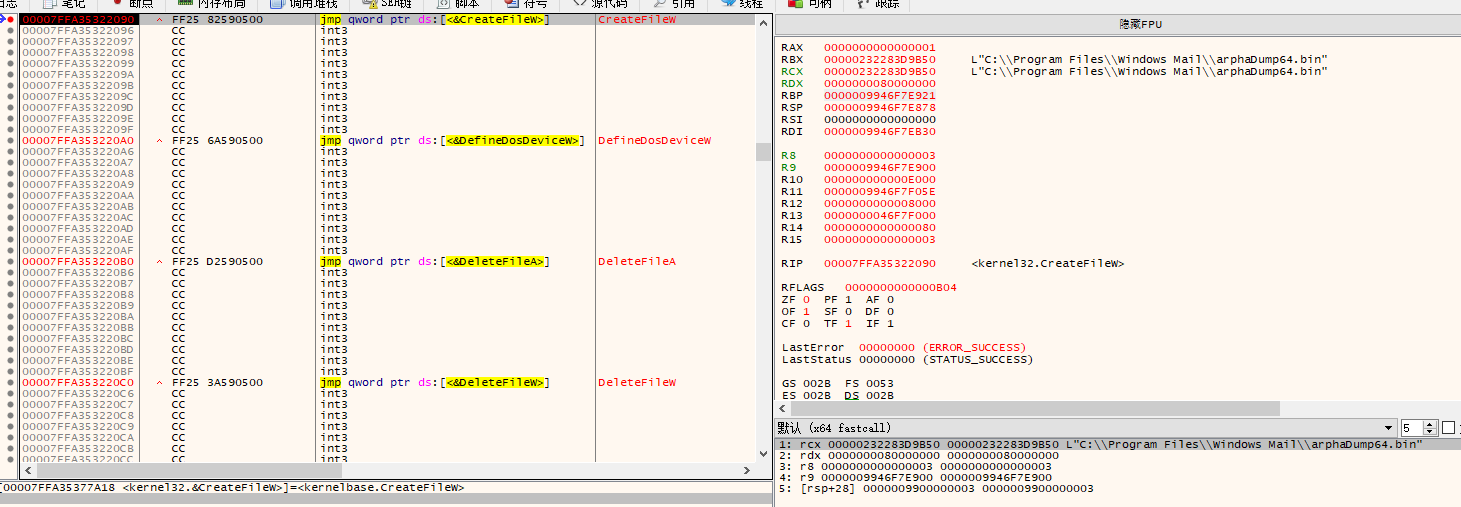 日志 笔记 断点 内存布局 调用堆栈 SEH链 脚本 符号 源代码 引用 线程 句柄 跟踪
00007FFA35322090 ^ FF25 82590500 jmp qword ptr ds:[<&CreateFileW>] CreateFileW
00007FFA35322096 CC int3
00007FFA35322097 CC int3
00007FFA35322098 CC int3
00007FFA35322099 CC int3
00007FFA3532209A CC int3
00007FFA3532209B CC int3
00007FFA3532209C CC int3
00007FFA3532209D CC int3
00007FFA3532209E CC int3
00007FFA3532209F CC int3
00007FFA353220A0 ^ FF25 6A590500 jmp qword ptr ds:[<&DefineDosDeviceW>] DefineDosDeviceW
00007FFA353220A6 CC int3
00007FFA353220A7 CC int3
00007FFA353220A8 CC int3
00007FFA353220A9 CC int3
00007FFA353220AA CC int3
00007FFA353220AB CC int3
00007FFA353220AC CC int3
00007FFA353220AD CC int3
00007FFA353220AE CC int3
00007FFA353220AF CC int3
00007FFA353220B0 ^ FF25 D2590500 jmp qword ptr ds:[<&DeleteFileA>] DeleteFileA
00007FFA353220B6 CC int3
00007FFA353220B7 CC int3
00007FFA353220B8 CC int3
00007FFA353220B9 CC int3
00007FFA353220BA CC int3
00007FFA353220BB CC int3
00007FFA353220BC CC int3
00007FFA353220BD CC int3
00007FFA353220BE CC int3
00007FFA353220BF CC int3
00007FFA353220C0 ^ FF25 3A590500 jmp qword ptr ds:[<&DeleteFileW>] DeleteFileW
00007FFA353220C6 CC int3
00007FFA353220C7 CC int3
00007FFA353220C8 CC int3
00007FFA353220C9 CC int3
00007FFA353220CA CC int3
00007FFA353220CB CC int3
00007FFA353220CC CC int3
[00007FFA35377A18 <kernel32.&CreateFileW>]=<kernelbase.CreateFileW>
隐藏FPU
RAX 0000000000000001
RBX 00000232283D9B50 L"C:\\Program Files\\Windows Mail\\arphaDump64.bin"
RCX 00000232283D9B50 L"C:\\Program Files\\Windows Mail\\arphaDump64.bin"
RDX 0000000080000000
RBP 0000009946F7E921
RSP 0000009946F7E878
RSI 0000000000000000
RDI 0000009946F7EB30
R8 0000000000000003
R9 0000009946F7E900
R10 000000000000E000
R11 0000009946F7F05E
R12 0000000000008000
R13 0000000046F7F000
R14 0000000000000080
R15 0000000000000003
RIP 00007FFA35322090 <kernel32.CreateFileW>
RFLAGS 0000000000000B04
ZF 0 PF 1 AF 0
OF 1 SF 0 DF 0
CF 0 TF 1 IF 1
LastError 00000000 (ERROR_SUCCESS)
LastStatus 00000000 (STATUS_SUCCESS)
GS 002B FS 0053
ES 002B DS 002B
默认 (x64 fastcall) 5
1: rcx 00000232283D9B50 00000232283D9B50 L"C:\\Program Files\\Windows Mail\\arphaDump64.bin"
2: rdx 0000000080000000 0000000080000000
3: r8 0000000000000003 0000000000000003
4: r9 0000009946F7E900 0000009946F7E900
5: [rsp+28] 0000009900000003 0000009900000003